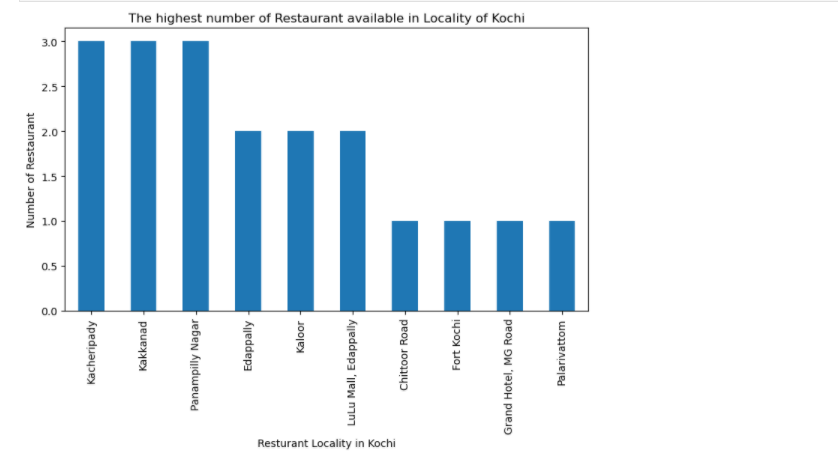 The highest number of Restaurant available in Locality of Kochi
Number of Restaurant
3.0
2.5
2.0
1.5
1.0
0.5
0.0
Kacheripady
Kakkanad
Panampilly Nagar
Edappally
Kaloor
LuLu Mall, Edappally
Chittoor Road
Fort Kochi
Grand Hotel, MG Road
Palarivattom
Resturant Locality in Kochi